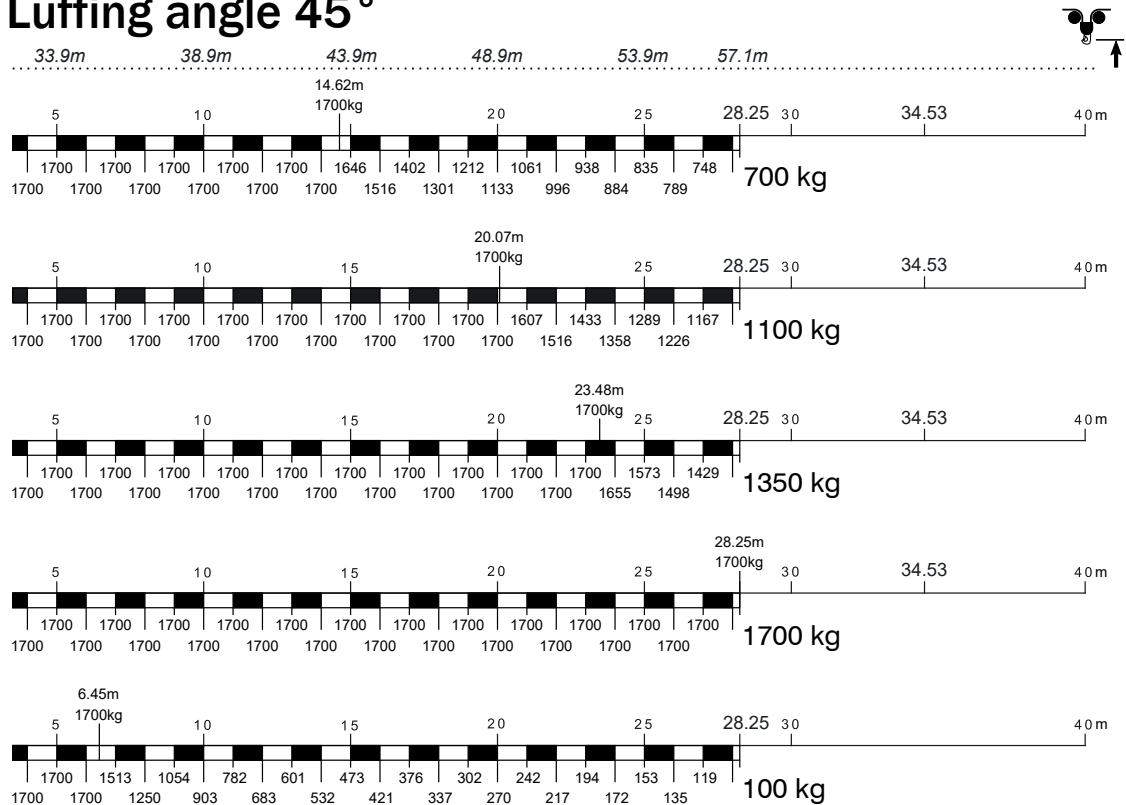 Luffing angle 45°
33.9m 38.9m 43.9m 48.9m 53.9m 57.1m
14.62m
1700kg
5 10 20 25 28.25 30 34.53 40m
1700 1700 1700 1700 1700 1646 1402 1212 1061 938 835 748
1700 1700 1700 1700 1700 1700 1516 1301 1133 996 884 789
700 kg
20.07m
1700kg
5 10 15 25 28.25 30 34.53 40m
1700 1700 1700 1700 1700 1700 1700 1700 1607 1433 1289 1167
1700 1700 1700 1700 1700 1700 1700 1700 1700 1516 1358 1226
1100 kg
23.48m
1700kg
5 10 15 20 25 28.25 30 34.53 40m
1700 1700 1700 1700 1700 1700 1700 1700 1700 1700 1573 1429
1700 1700 1700 1700 1700 1700 1700 1700 1700 1700 1655 1498
1350 kg
28.25m
1700kg
5 10 15 20 25 30 34.53 40m
1700 1700 1700 1700 1700 1700 1700 1700 1700 1700 1700 1700
1700 1700 1700 1700 1700 1700 1700 1700 1700 1700 1700 1700
1700 kg
6.45m
1700kg
5 10 15 20 25 28.25 30 40m
1700 1513 1054 782 601 473 376 302 242 194 153 119
1700 1700 1250 903 683 532 421 337 270 217 172 135
100 kg